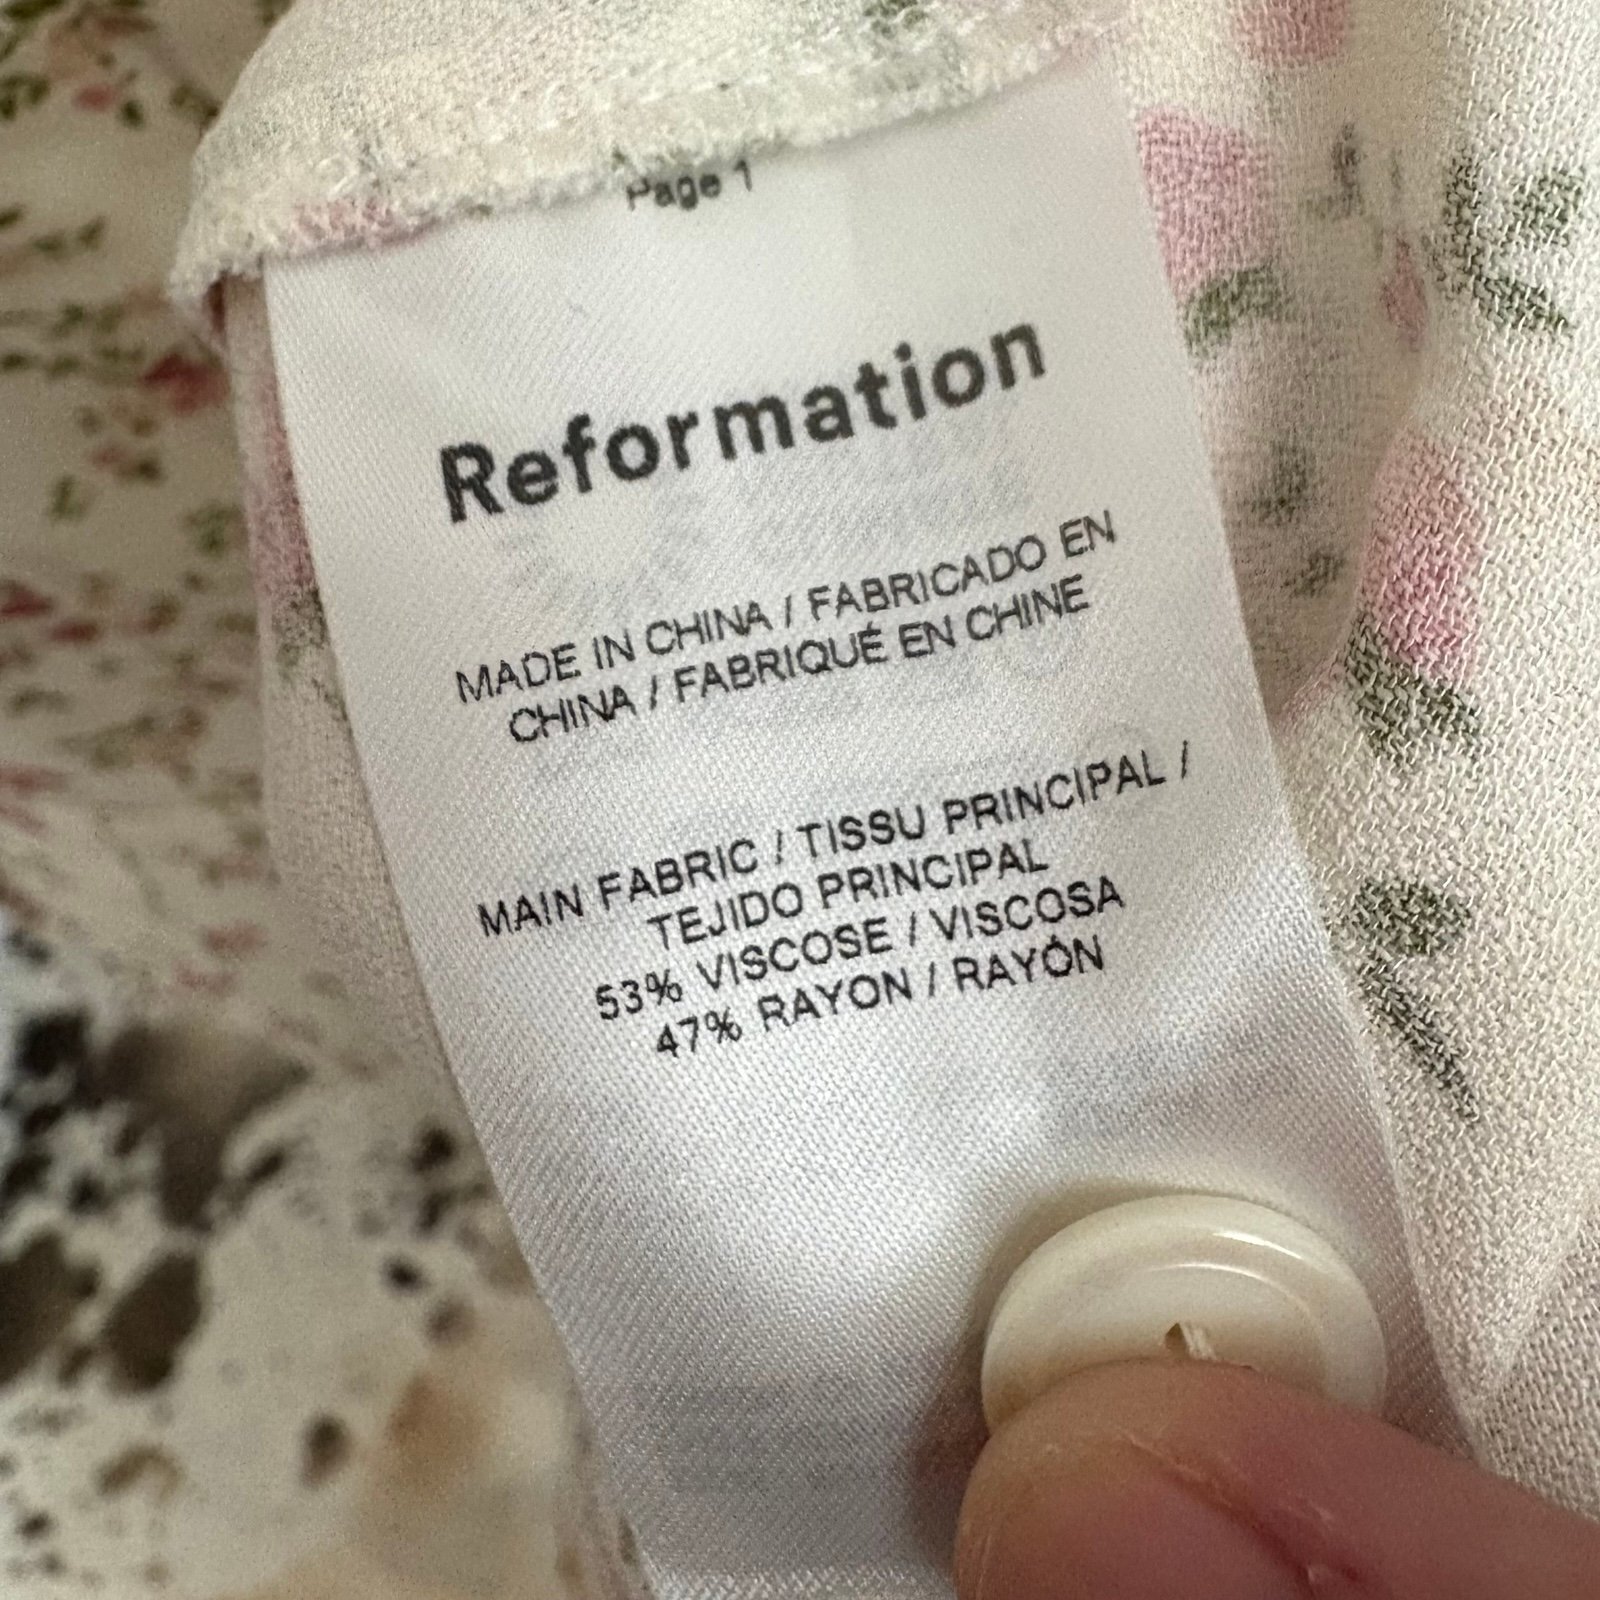 Page 1
Reformation
MADE IN CHINA / FABRICADO EN
CHINA / FABRIQUÉ EN CHINE
MAIN FABRIC / TISSU PRINCIPAL /
TEJIDO PRINCIPAL
53% VISCOSE / VISCOSA
47% RAYON / RAYÓN